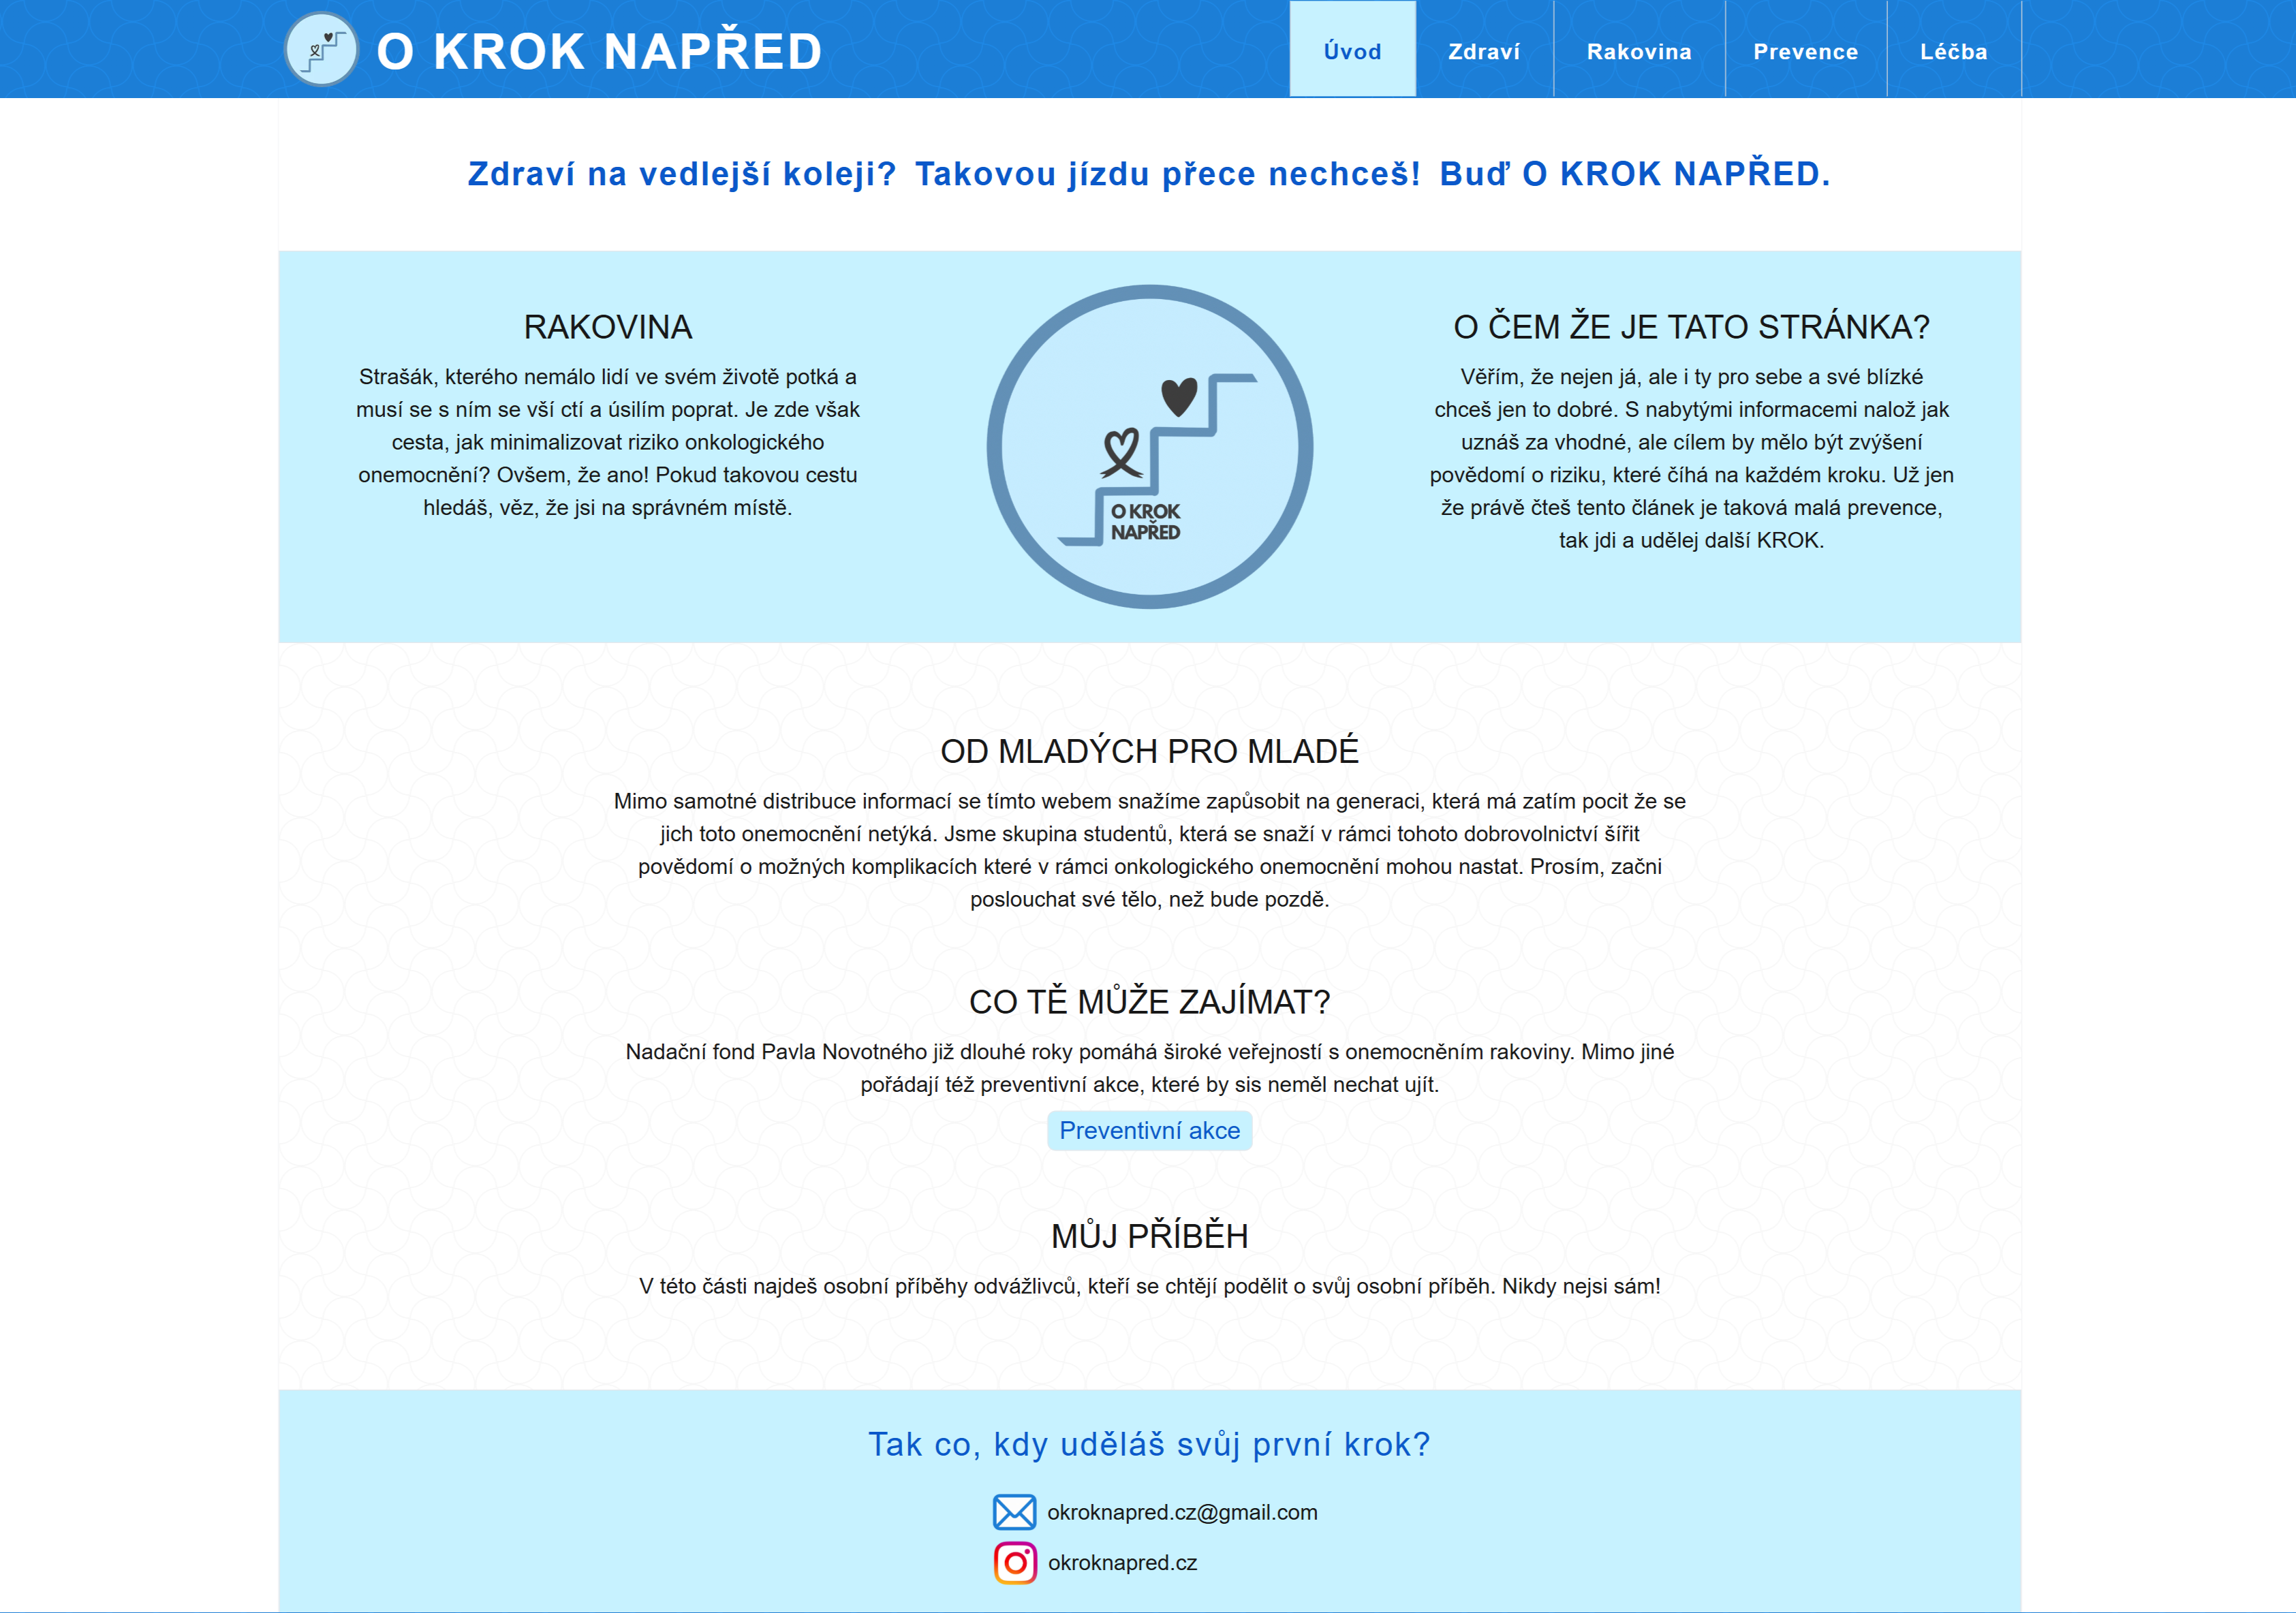 O KROK NAPŘED
Úvod
Zdraví
Rakovina
Prevence
Léčba
Zdraví na vedlejší koleji? Takovou jízdu přece nechceš! Buď O KROK NAPŘED.
RAKOVINA
Strašák, kterého nemálo lidí ve svém životě potká a
musí se s ním se vší ctí a úsilím poprat. Je zde však
cesta, jak minimalizovat riziko onkologického
onemocnění? Ovšem, že ano! Pokud takovou cestu
hledáš, věz, že jsi na správném místě.
O KROK
NAPŘED
O ČEM ŽE JE TATO STRÁNKA?
Věřím, že nejen já, ale i ty pro sebe a své blízké
chceš jen to dobré. S nabytými informacemi nalož jak
uznáš za vhodné, ale cílem by mělo být zvýšení
povědomí o riziku, které číhá na každém kroku. Už jen
že právě čteš tento článek je taková malá prevence,
tak jdi a udělej další KROK.
OD MLADÝCH PRO MLADÉ
Mimo samotné distribuce informací se tímto webem snažíme zapůsobit na generaci, která má zatím pocit že se
jich toto onemocnění netýká. Jsme skupina studentů, která se snaží v rámci tohoto dobrovolnictví šířit
povědomí o možných komplikacích které v rámci onkologického onemocnění mohou nastat. Prosím, začni
poslouchat své tělo, než bude pozdě.
CO TĚ MŮŽE ZAJÍMAT?
Nadační fond Pavla Novotného již dlouhé roky pomáhá široké veřejností s onemocněním rakoviny. Mimo jiné
pořádají též preventivní akce, které by sis neměl nechat ujít.
Preventivní akce
MŮJ PŘÍBĚH
V této části najdeš osobní příběhy odvážlivců, kteří se chtějí podělit o svůj osobní příběh. Nikdy nejsi sám!
Tak co, kdy uděláš svůj první krok?
okroknapred.cz@gmail.com
okroknapred.cz